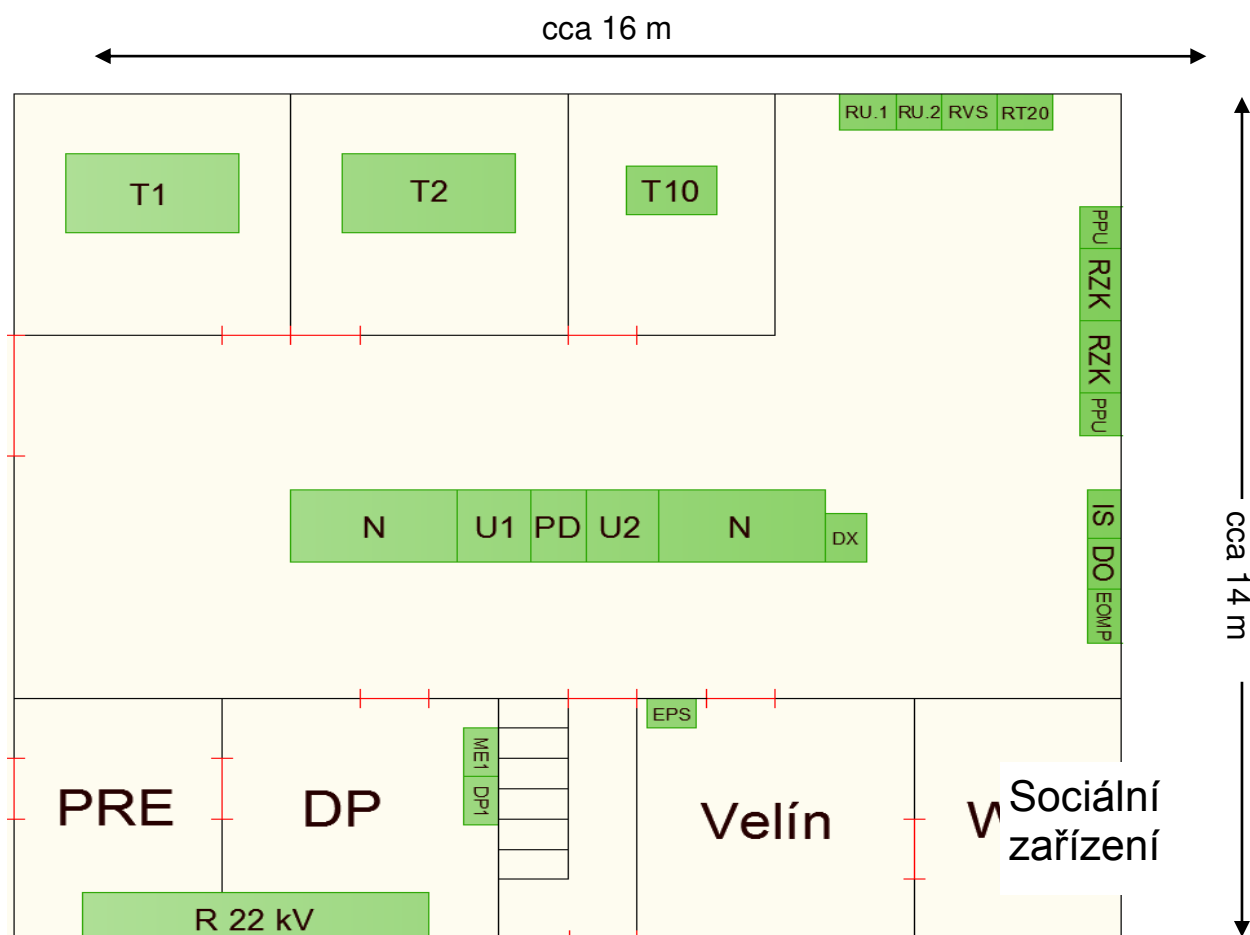 cca 16 m
RU.1 RU.2 RVS RT20
T1 T2 T10
PPU
RZK
RZK
PPU
N U1 PD U2 N DX
IS
DO
EOMP
cca 14 m
EPS
ME1
DP1
PRE DP Velín W
Sociální
zařízení
R 22 kV